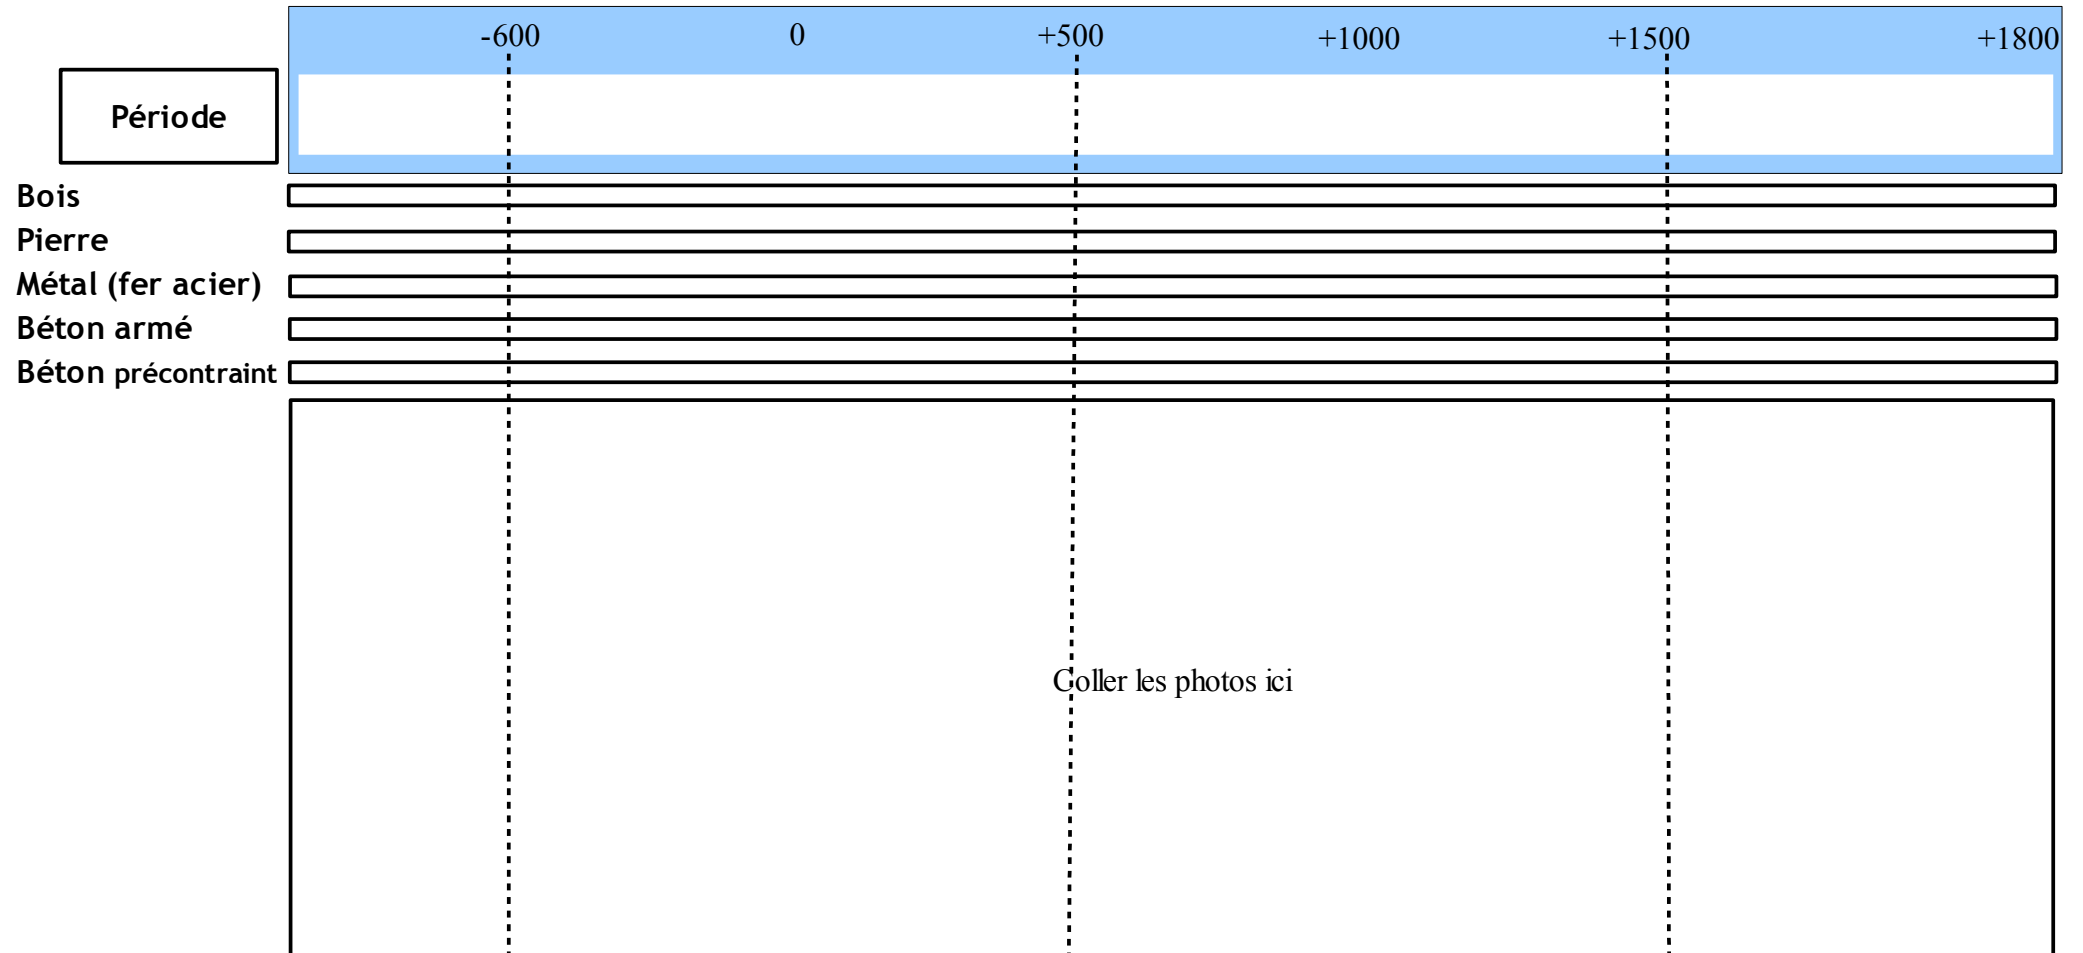 -600 0 +500 +1000 +1500 +1800
Période
Bois
Pierre
Métal (fer acier)
Béton armé
Béton précontraint
Coller les photos ici